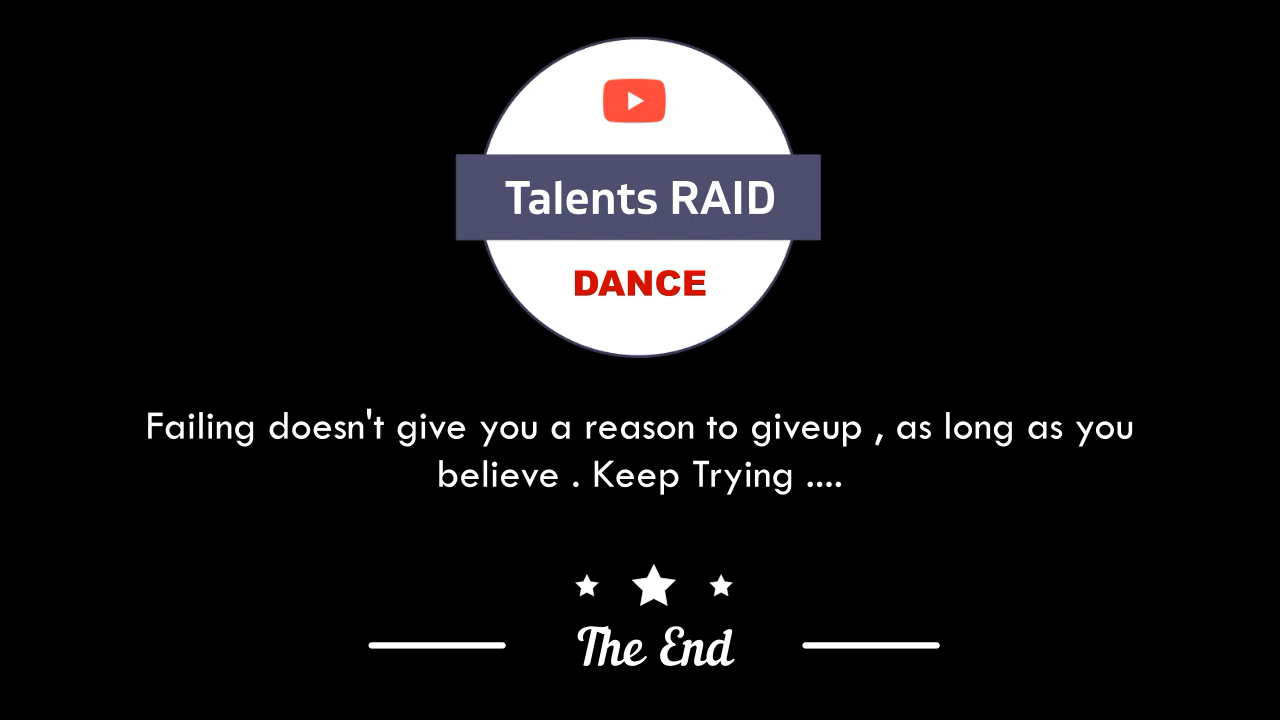 Talents RAID
DANCE
Failing doesn't give you a reason to giveup , as long as you
believe . Keep Trying ....
The End